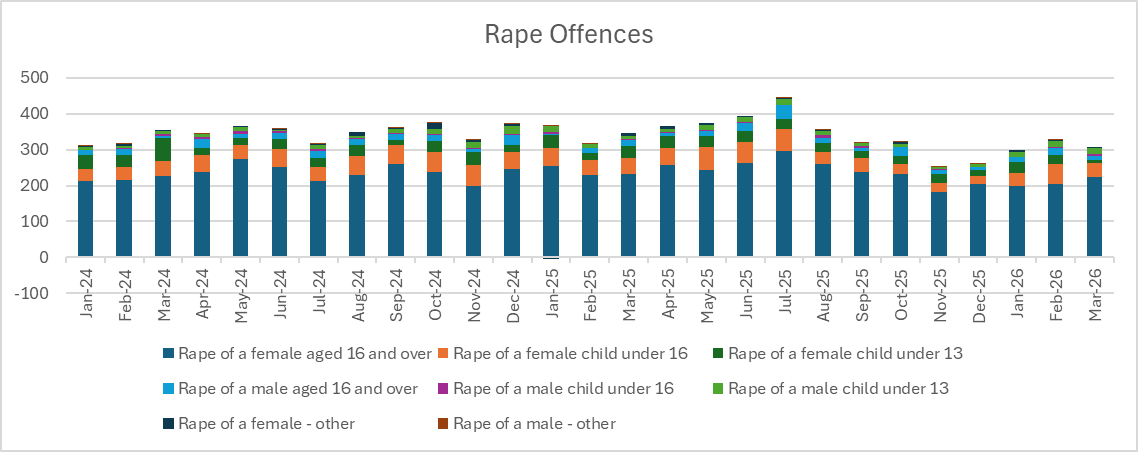 Rape Offences
500
400
300
200
100
0
-100
Jan-24
Feb-24
Mar-24
Apr-24
May-24
Jun-24
Jul-24
Aug-24
Sep-24
Oct-24
Nov-24
Dec-24
Jan-25
Feb-25
Mar-25
Apr-25
May-25
Jun-25
Jul-25
Aug-25
Sep-25
Oct-25
Nov-25
Dec-25
Jan-26
Feb-26
Mar-26
Rape of a female aged 16 and over Rape of a female child under 16 Rape of a female child under 13
Rape of a male aged 16 and over Rape of a male child under 16 Rape of a male child under 13
Rape of a female - other Rape of a male - other